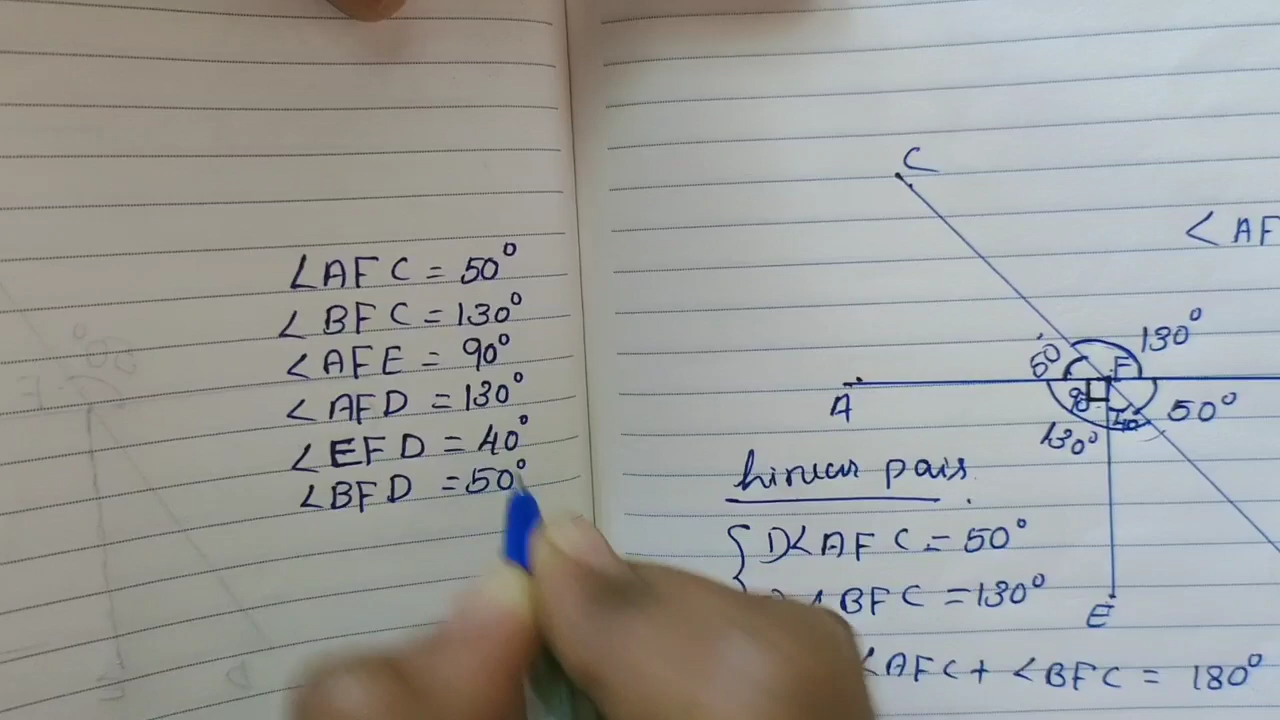 ∠AFC = 50°
∠BFC = 130°
∠AFE = 90°
∠AFD = 130°
∠EFD = 40°
∠BFD = 50°
C
∠AF
130°
50
F
A
90
40
50°
130°
Linear pair
1)∠AFC = 50°
∠BFC = 130°
E
∠AFC + ∠BFC = 180°